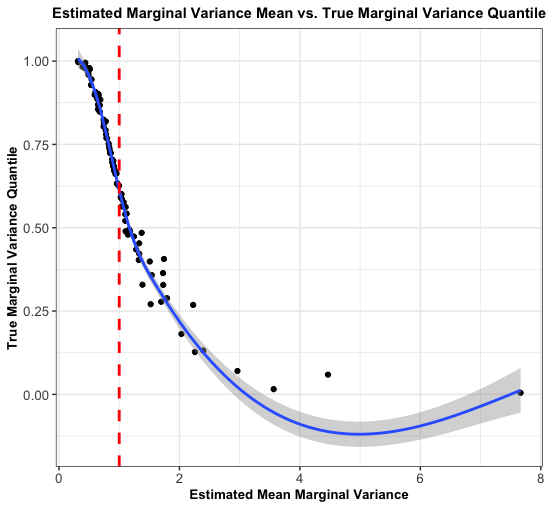 Estimated Marginal Variance Mean vs. True Marginal Variance Quantile
True Marginal Variance Quantile
1.00
0.75
0.50
0.25
0.00
0 2 4 6 8
Estimated Mean Marginal Variance